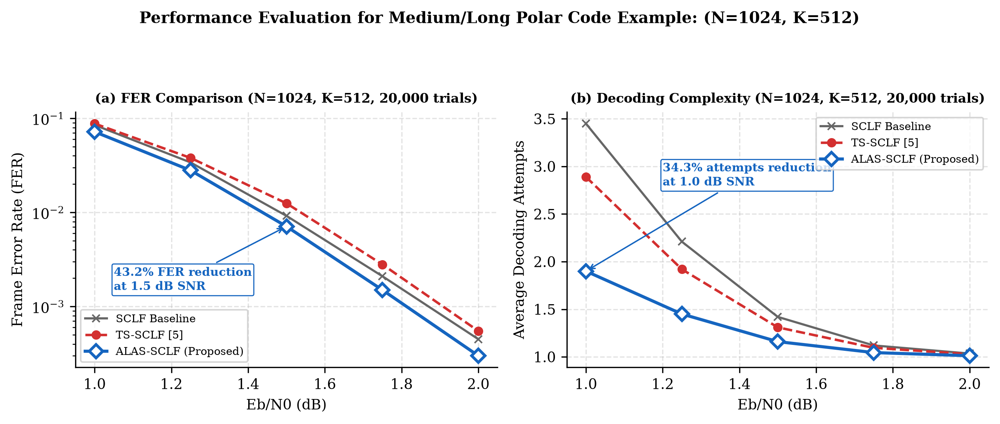 Performance Evaluation for Medium/Long Polar Code Example: (N=1024, K=512)
(a) FER Comparison (N=1024, K=512, 20,000 trials)
Frame Error Rate (FER)
10⁻¹
10⁻²
10⁻³
43.2% FER reduction
at 1.5 dB SNR
SCLF Baseline
TS-SCLF [5]
ALAS-SCLF (Proposed)
1.0 1.2 1.4 1.6 1.8 2.0
Eb/N0 (dB)
(b) Decoding Complexity (N=1024, K=512, 20,000 trials)
Average Decoding Attempts
3.5
3.0
2.5
2.0
1.5
1.0
SCLF Baseline
TS-SCLF [5]
ALAS-SCLF (Proposed)
34.3% attempts reduction
at 1.0 dB SNR
1.0 1.2 1.4 1.6 1.8 2.0
Eb/N0 (dB)